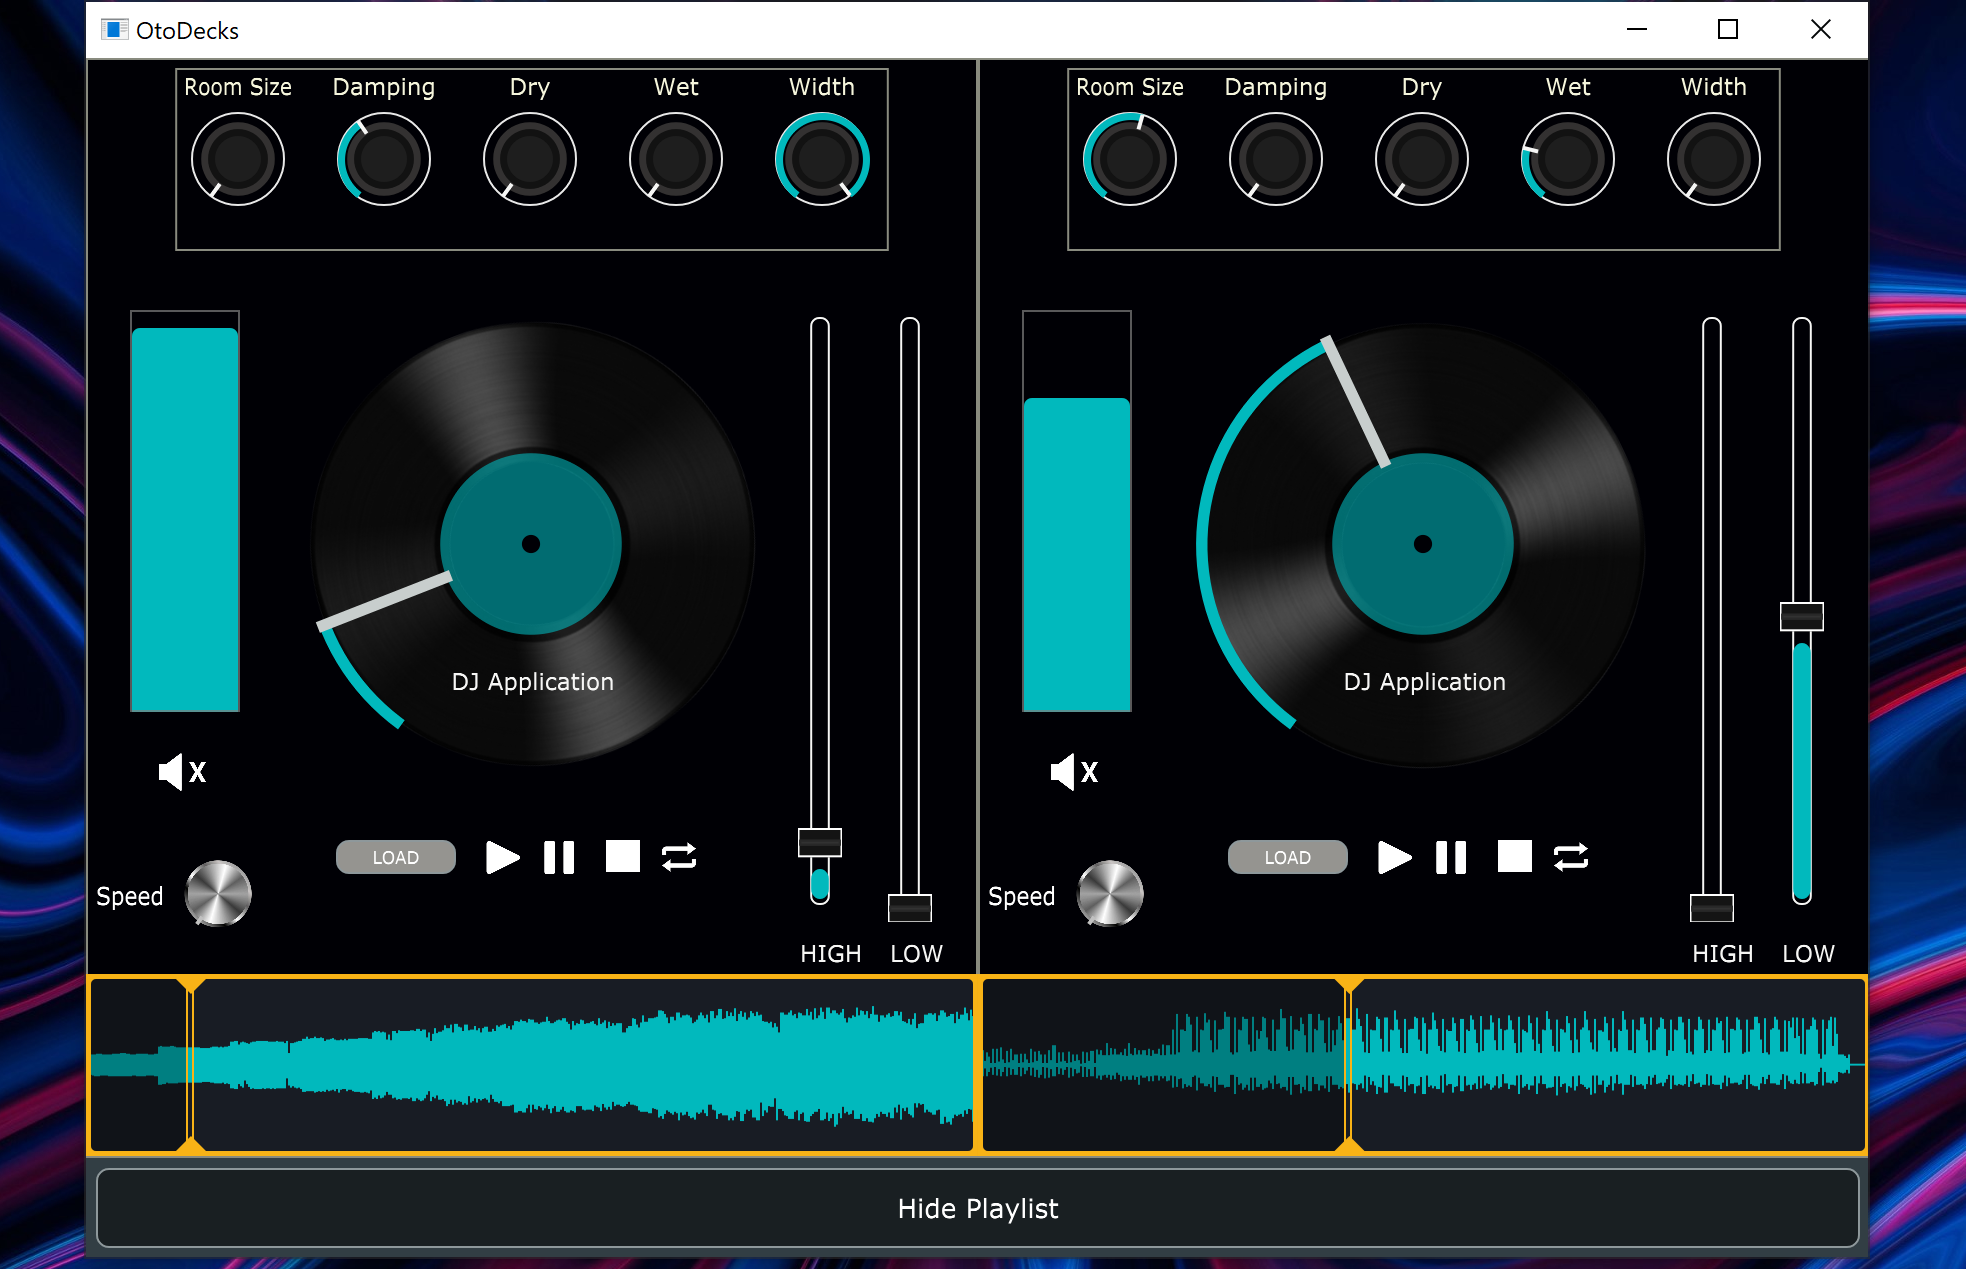 OtoDecks
Room Size Damping Dry Wet Width
Room Size Damping Dry Wet Width
DJ Application
DJ Application
X
X
LOAD
LOAD
Speed
Speed
HIGH LOW
HIGH LOW
Hide Playlist